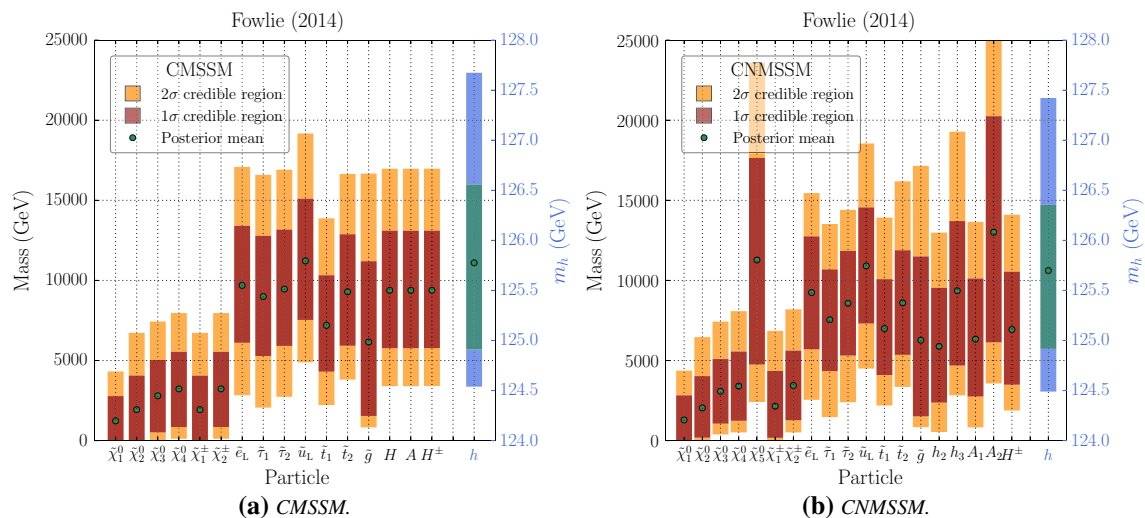 Fowlie (2014)
25000
20000
15000
10000
5000
0
Mass (GeV)
CMSSM
2σ credible region
1σ credible region
Posterior mean
128.0
127.5
127.0
126.5
126.0
125.5
125.0
124.5
124.0
m_h (GeV)
χ̃⁰₁ χ̃⁰₂ χ̃⁰₃ χ̃⁰₄ χ̃±₁ χ̃±₂ ẽ_L τ̃₁ τ̃₂ ũ_L t̃₁ t̃₂ g̃ H A H± h
Particle
(a) CMSSM.
Fowlie (2014)
25000
20000
15000
10000
5000
0
Mass (GeV)
CNMSSM
2σ credible region
1σ credible region
Posterior mean
128.0
127.5
127.0
126.5
126.0
125.5
125.0
124.5
124.0
m_h (GeV)
χ̃⁰₁ χ̃⁰₂ χ̃⁰₃ χ̃⁰₄ χ̃⁰₅ χ̃±₁ χ̃±₂ ẽ_L τ̃₁ τ̃₂ ũ_L t̃₁ t̃₂ g̃ h₂ h₃ A₁ A₂ H± h
Particle
(b) CNMSSM.